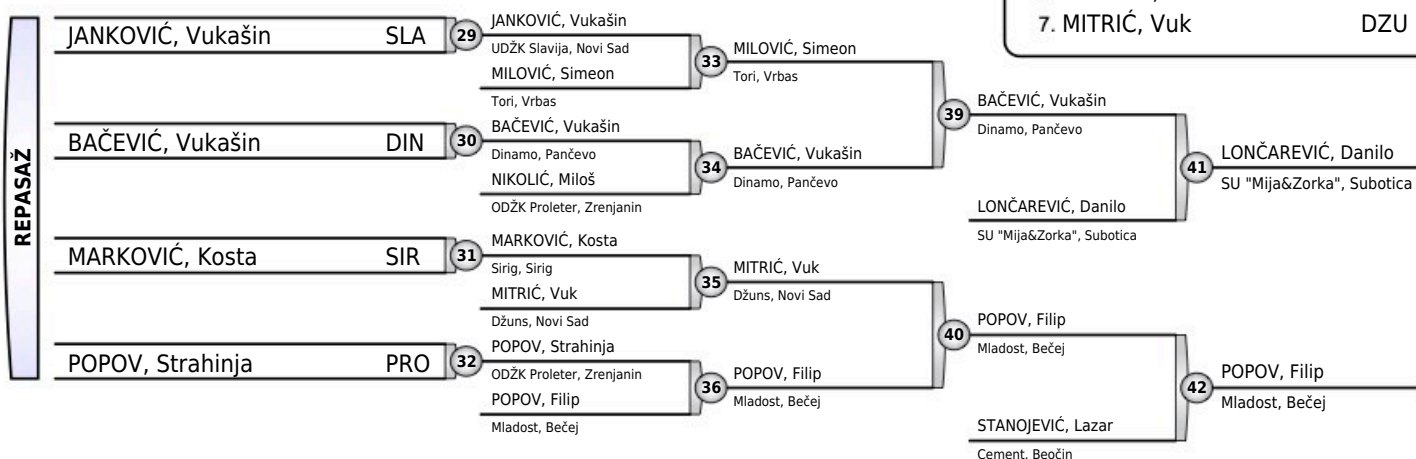 7. MITRIĆ, Vuk DZU
REPASAŽ
JANKOVIĆ, Vukašin SLA
29
JANKOVIĆ, Vukašin
UDŽK Slavija, Novi Sad
MILOVIĆ, Simeon
Tori, Vrbas
33
MILOVIĆ, Simeon
Tori, Vrbas
BAČEVIĆ, Vukašin DIN
30
BAČEVIĆ, Vukašin
Dinamo, Pančevo
NIKOLIĆ, Miloš
ODŽK Proleter, Zrenjanin
34
BAČEVIĆ, Vukašin
Dinamo, Pančevo
39
BAČEVIĆ, Vukašin
Dinamo, Pančevo
LONČAREVIĆ, Danilo
SU "Mija&Zorka", Subotica
41
LONČAREVIĆ, Danilo
SU "Mija&Zorka", Subotica
MARKOVIĆ, Kosta SIR
31
MARKOVIĆ, Kosta
Sirig, Sirig
MITRIĆ, Vuk
Džuns, Novi Sad
35
MITRIĆ, Vuk
Džuns, Novi Sad
POPOV, Strahinja PRO
32
POPOV, Strahinja
ODŽK Proleter, Zrenjanin
POPOV, Filip
Mladost, Bečej
36
POPOV, Filip
Mladost, Bečej
40
POPOV, Filip
Mladost, Bečej
STANOJEVIĆ, Lazar
Cement, Beočin
42
POPOV, Filip
Mladost, Bečej